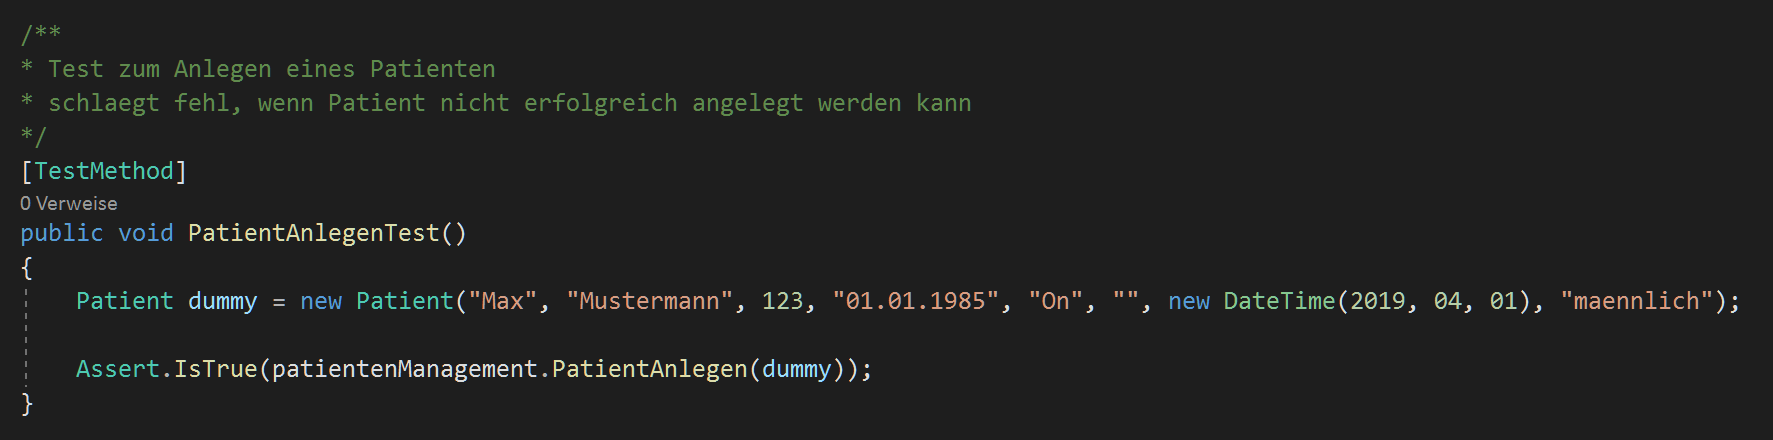 /**
* Test zum Anlegen eines Patienten
* schlaegt fehl, wenn Patient nicht erfolgreich angelegt werden kann
*/
[TestMethod]
0 Verweise
public void PatientAnlegenTest()
{
Patient dummy = new Patient("Max", "Mustermann", 123, "01.01.1985", "On", "", new DateTime(2019, 04, 01), "maennlich");
Assert.IsTrue(patientenManagement.PatientAnlegen(dummy));
}